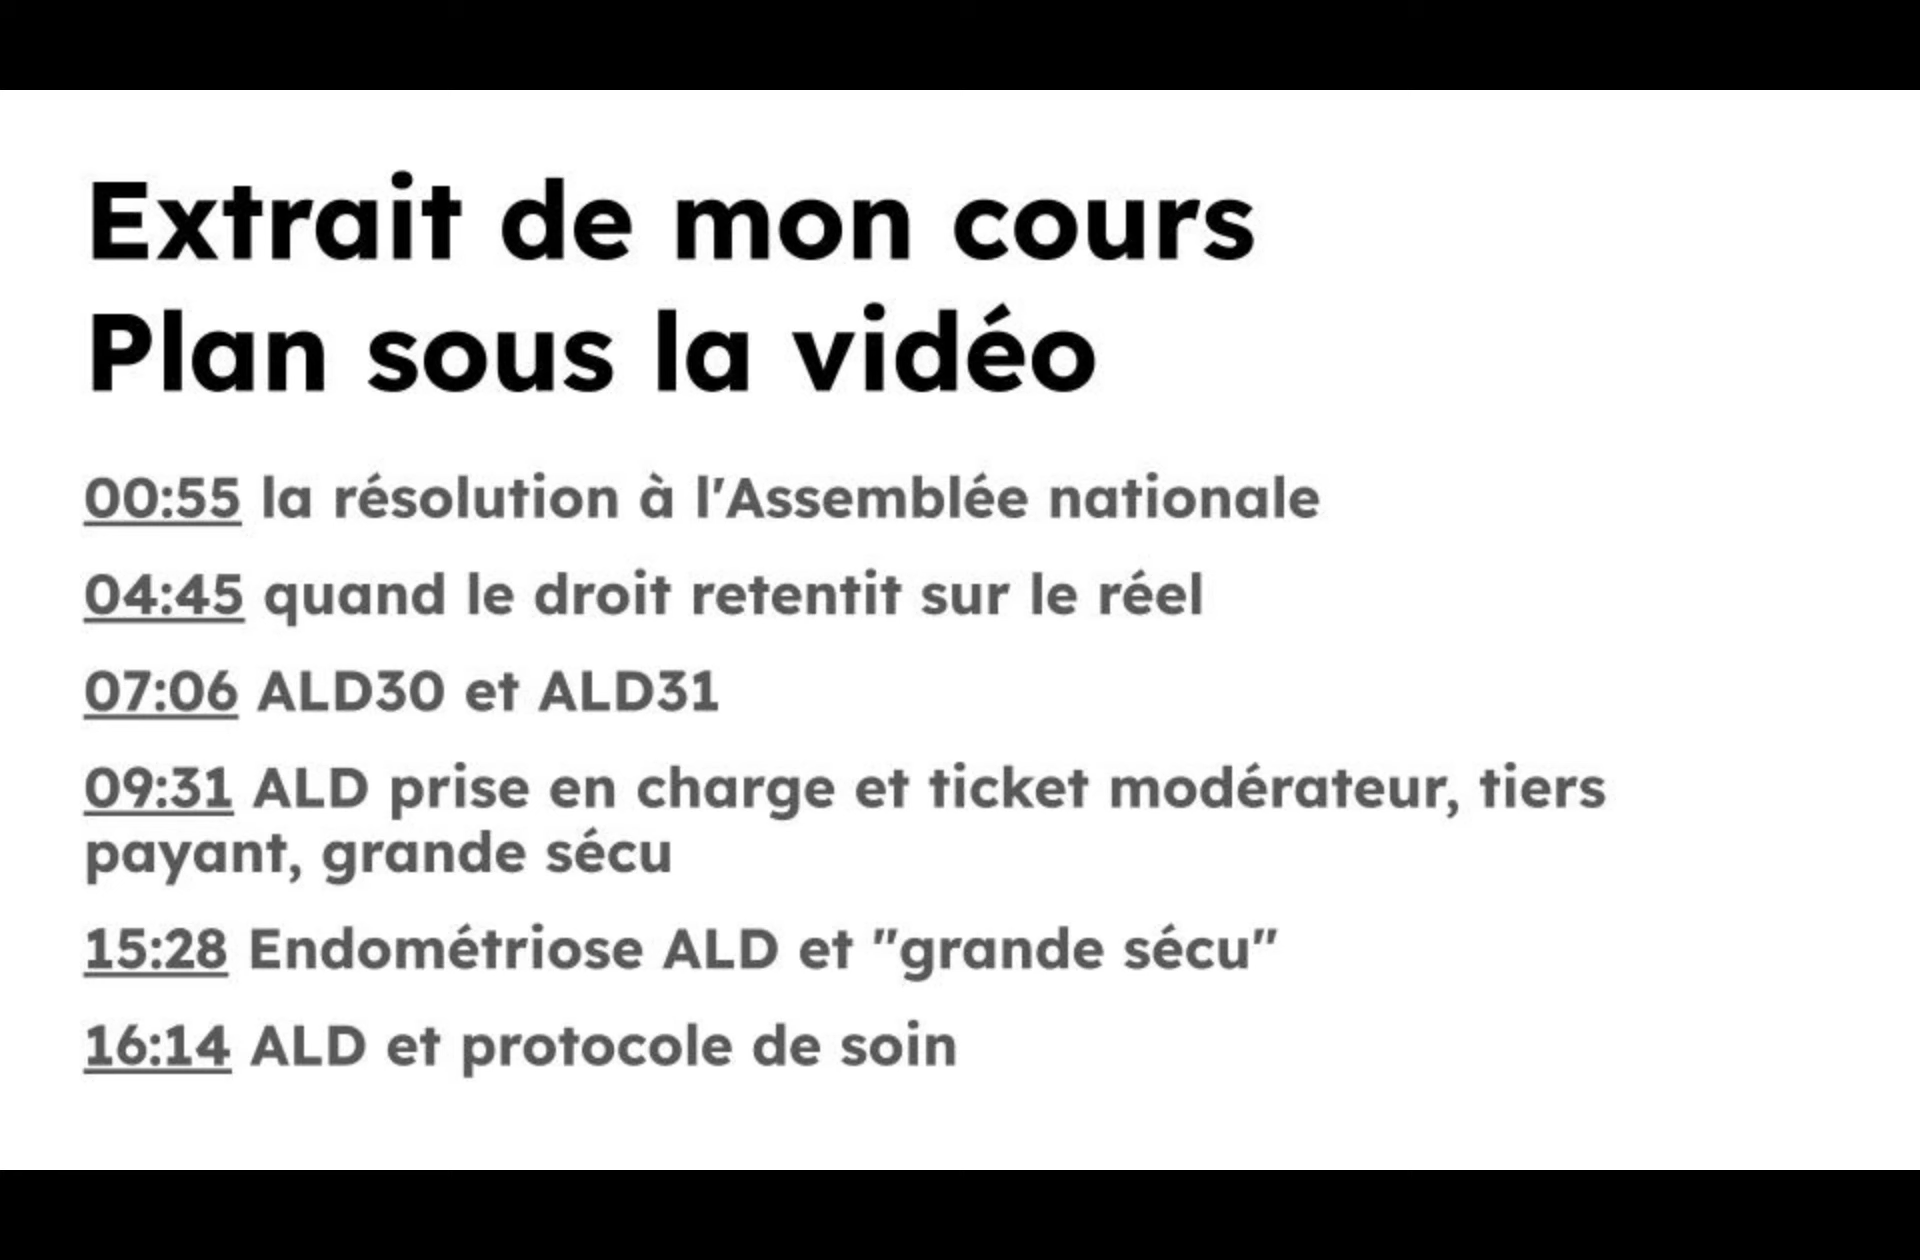 Extrait de mon cours
Plan sous la vidéo
00:55 la résolution à l'Assemblée nationale
04:45 quand le droit retentit sur le réel
07:06 ALD30 et ALD31
09:31 ALD prise en charge et ticket modérateur, tiers
payant, grande sécu
15:28 Endométriose ALD et "grande sécu"
16:14 ALD et protocole de soin